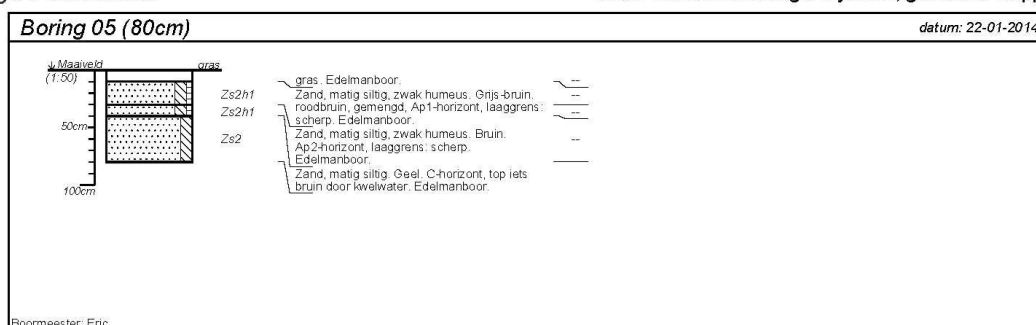 Boring 05 (80cm)
datum: 22-01-2014
↓ Maaiveld
gras
(1:50)
gras. Edelmanboor.
--
Zs2h1
Zand, matig siltig, zwak humeus. Grijs-bruin.
--
Zs2h1
roodbruin, gemengd, Ap1-horizont, laaggrens:
--
scherp. Edelmanboor.
50cm
Zs2
Zand, matig siltig, zwak humeus. Bruin.
--
Ap2-horizont, laaggrens: scherp.
Edelmanboor.
Zand, matig siltig. Geel. C-horizont, top iets
100cm
bruin door kwelwater. Edelmanboor.
Boormeester: Eric